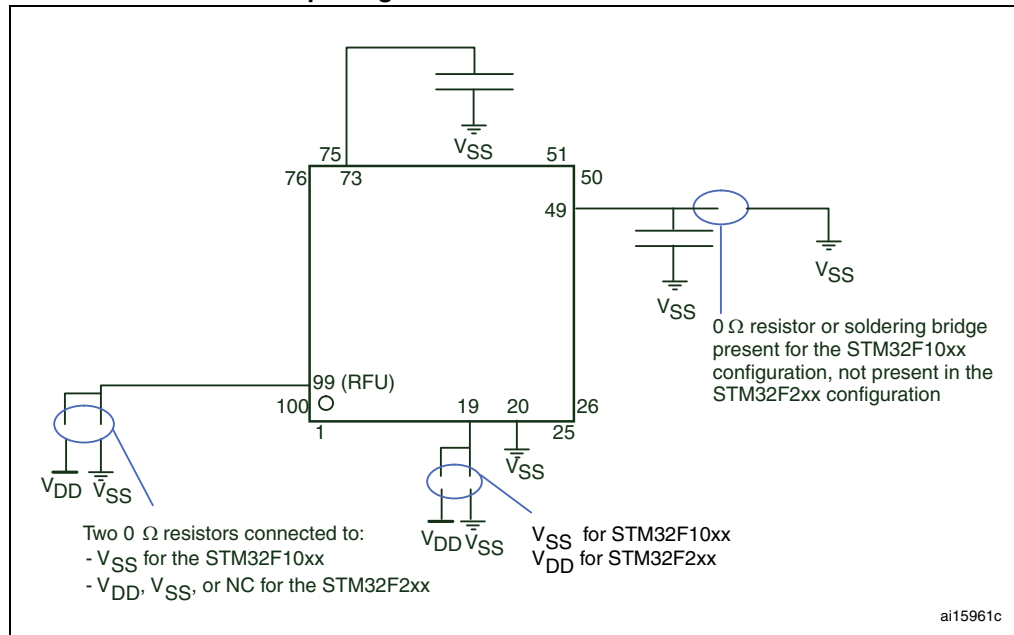 VSS
75
51
76
73
50
49
VSS
VSS
0 Ω resistor or soldering bridge
present for the STM32F10xx
configuration, not present in the
STM32F2xx configuration
99 (RFU)
100
19
20
26
1
25
VSS
VDD
VSS
VDD
VSS
Two 0 Ω resistors connected to:
- VSS for the STM32F10xx
- VDD, VSS, or NC for the STM32F2xx
VSS for STM32F10xx
VDD for STM32F2xx
ai15961c